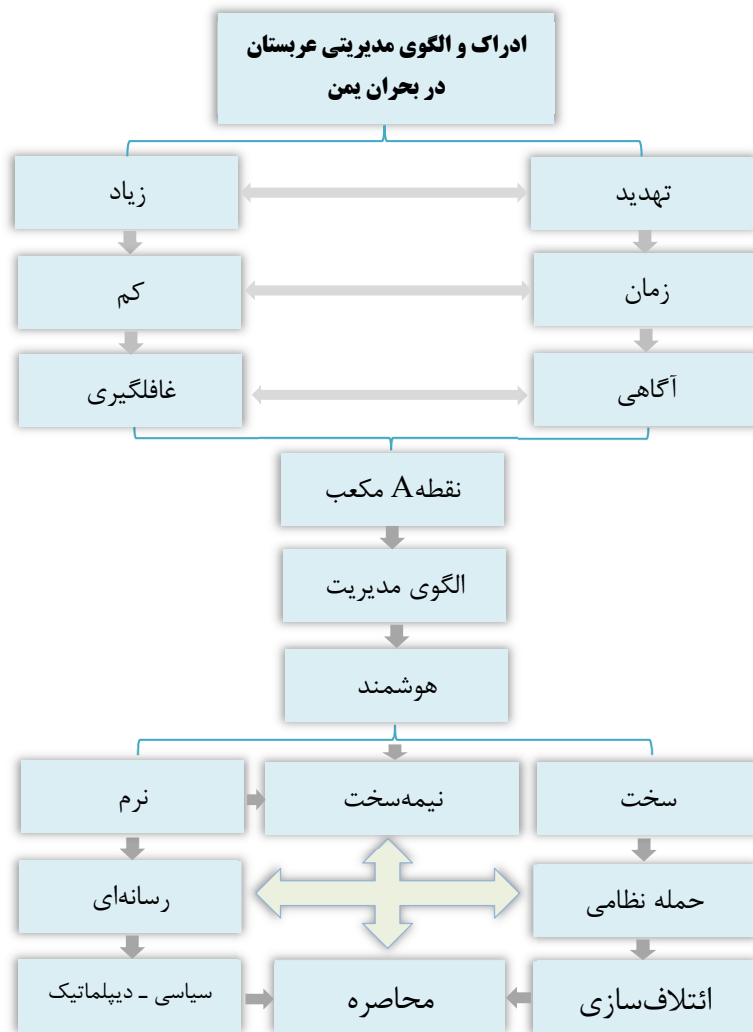 ادراک و الگوی مدیریتی عربستان
در بحران یمن
تهدید
زیاد
زمان
کم
آگاهی
غافلگیری
نقطه A مکعب
الگوی مدیریت
هوشمند
سخت
نیمه‌سخت
نرم
حمله نظامی
رسانه‌ای
ائتلاف‌سازی
محاصره
سیاسی ـ دیپلماتیک